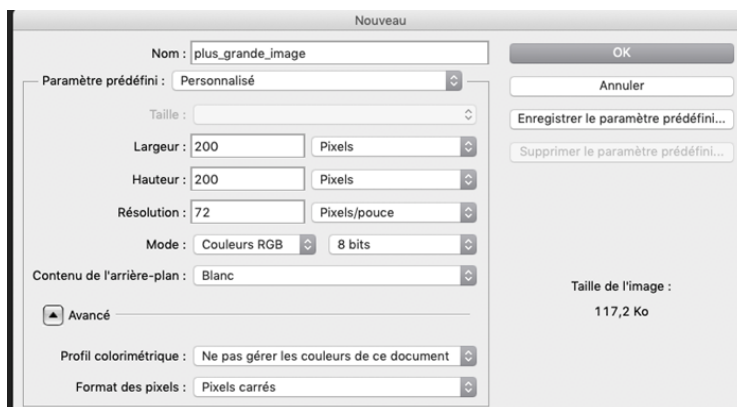 Nouveau
Nom : plus_grande_image
OK
Paramètre prédéfini : Personnalisé
Annuler
Taille :
Enregistrer le paramètre prédéfini...
Largeur : 200 Pixels
Supprimer le paramètre prédéfini...
Hauteur : 200 Pixels
Résolution : 72 Pixels/pouce
Mode : Couleurs RGB 8 bits
Contenu de l'arrière-plan : Blanc
Taille de l'image :
117,2 Ko
Avancé
Profil colorimétrique : Ne pas gérer les couleurs de ce document
Format des pixels : Pixels carrés